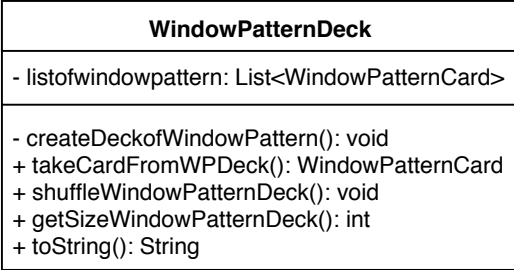 WindowPatternDeck
- listofwindowpattern: List<WindowPatternCard>
- createDeckofWindowPattern(): void
+ takeCardFromWPDeck(): WindowPatternCard
+ shuffleWindowPatternDeck(): void
+ getSizeWindowPatternDeck(): int
+ toString(): String